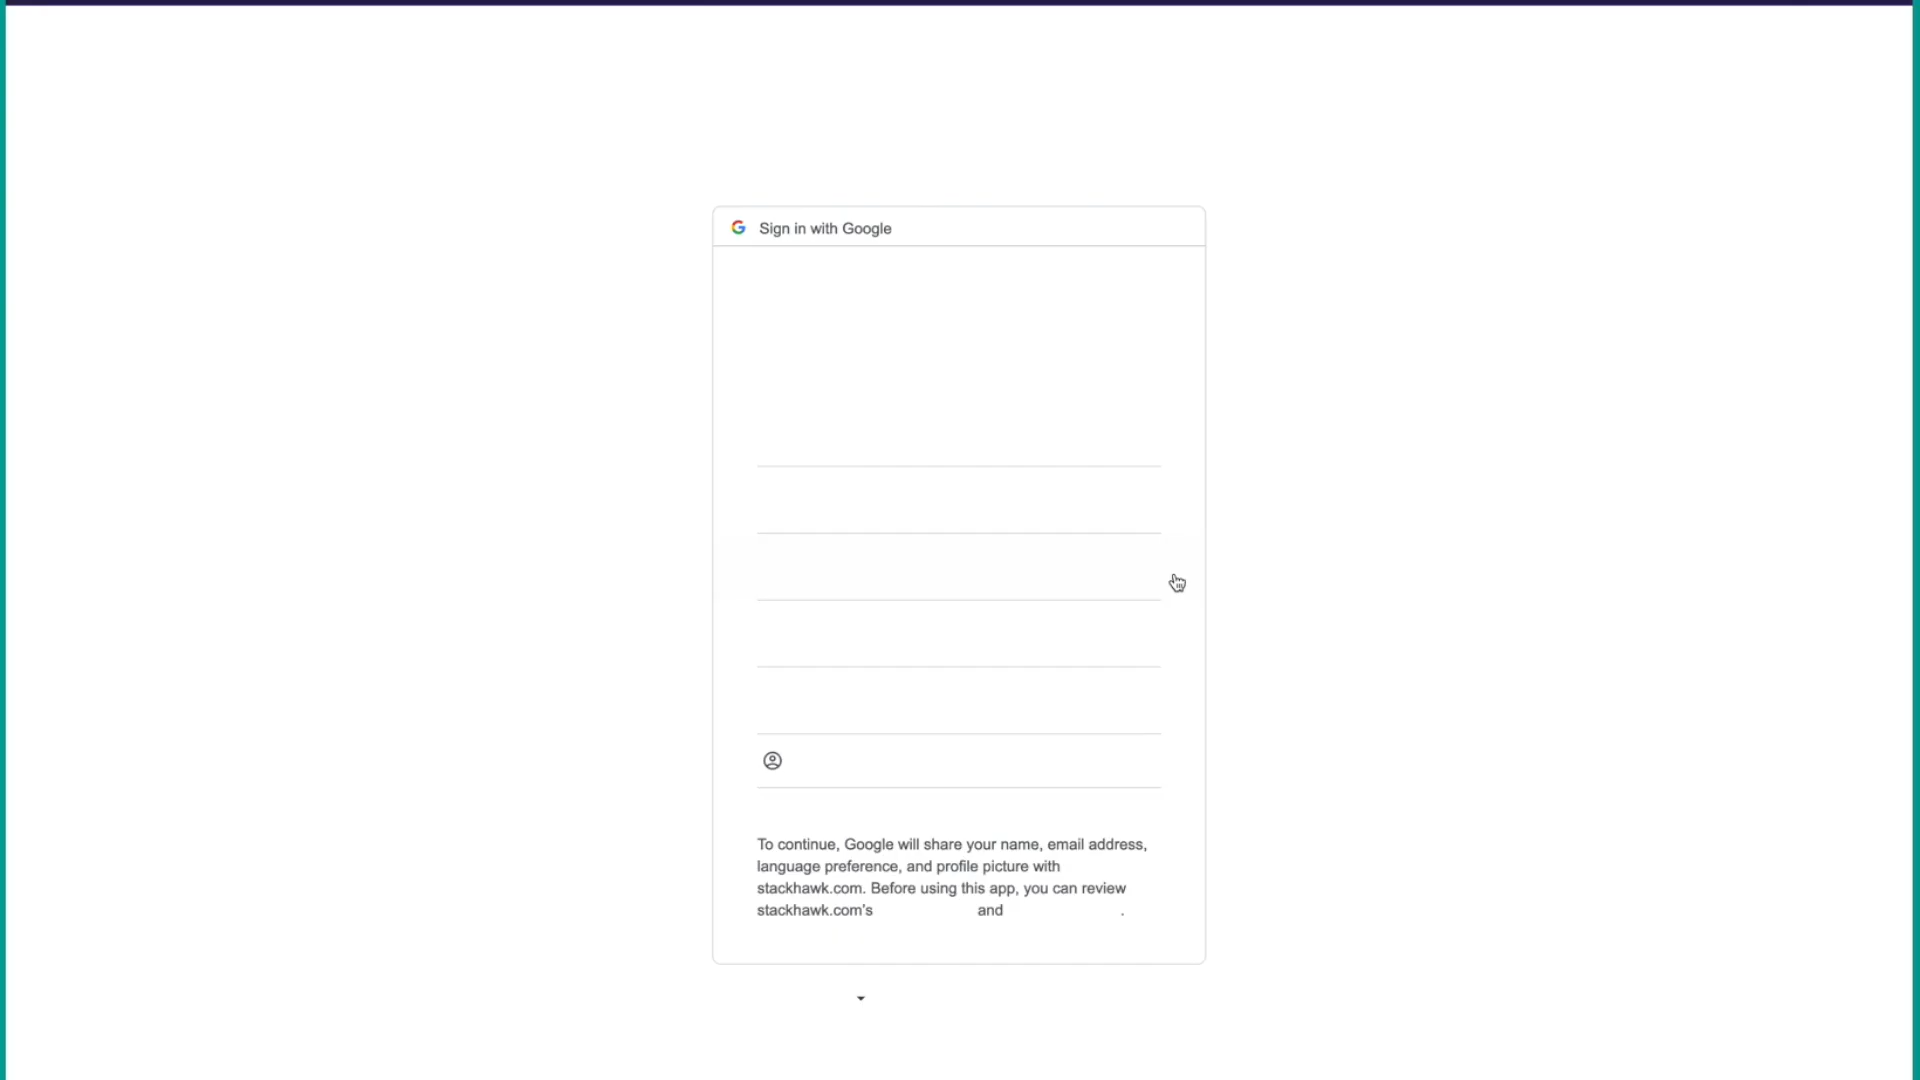 Sign in with Google
To continue, Google will share your name, email address,
language preference, and profile picture with
stackhawk.com. Before using this app, you can review
stackhawk.com's and .